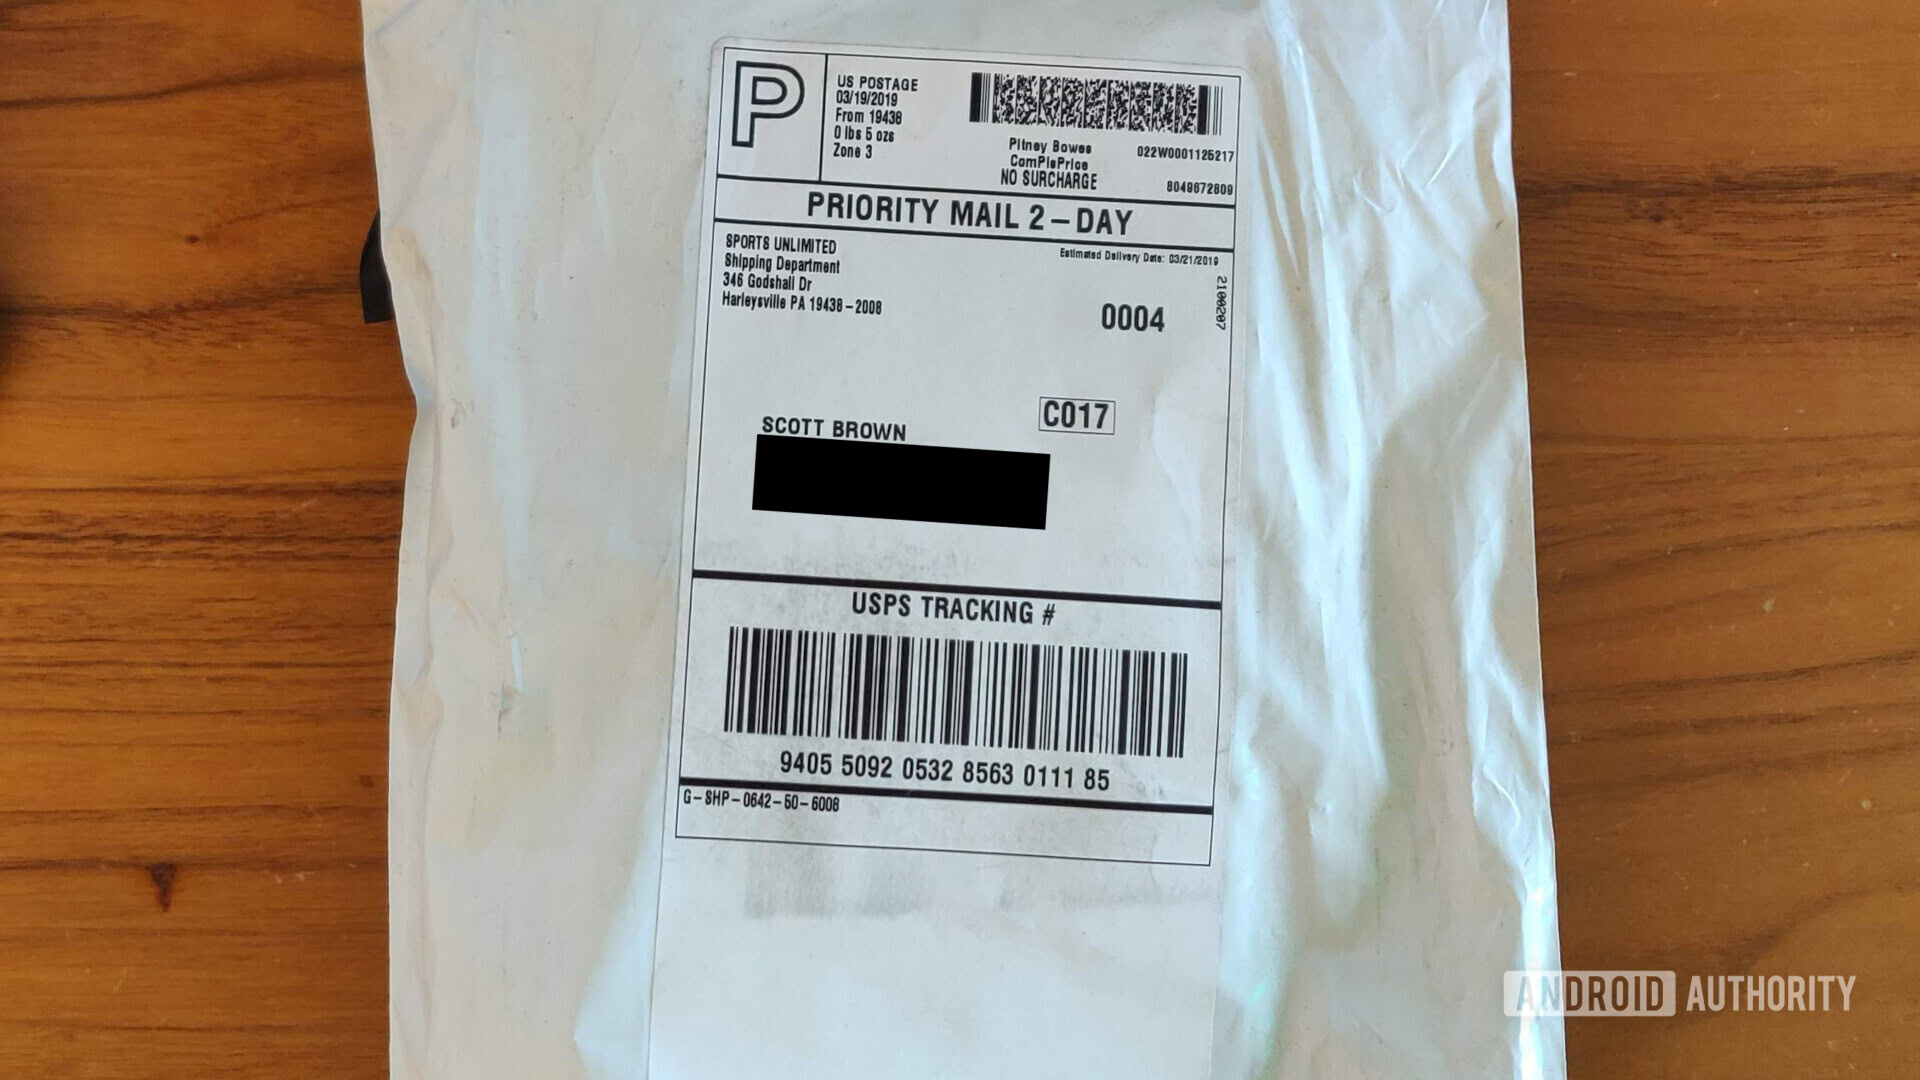 P
US POSTAGE
03/19/2019
From 19438
0 lbs 5 ozs
Zone 3
Pitney Bowes
ComPlsPrice
NO SURCHARGE
022W0001125217
8049672809
PRIORITY MAIL 2-DAY
SPORTS UNLIMITED
Shipping Department
346 Godshall Dr
Harleysville PA 19438-2008
Estimated Delivery Date: 03/21/2019
2100207
0004
C017
SCOTT BROWN
USPS TRACKING #
9405 5092 0532 8563 0111 85
G-SHP-0642-50-6008
ANDROID AUTHORITY